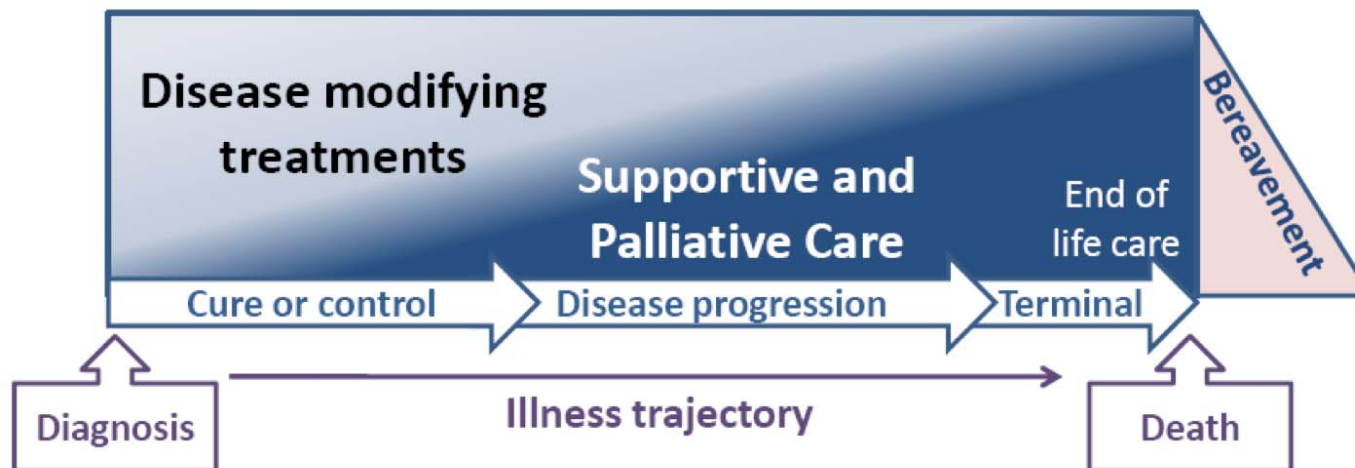 Disease modifying
treatments
Supportive and
Palliative Care
End of
life care
Bereavement
Cure or control
Disease progression
Terminal
Diagnosis
Illness trajectory
Death